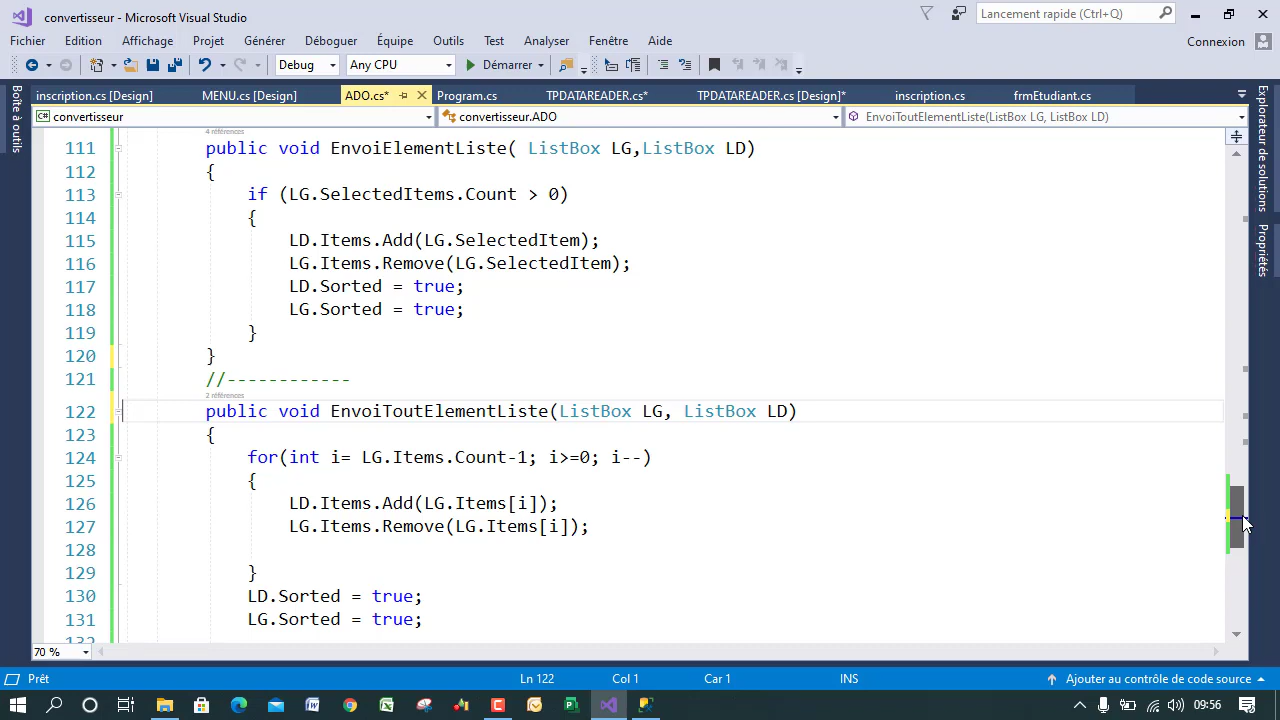 convertisseur - Microsoft Visual Studio
Lancement rapide (Ctrl+Q)
Fichier Edition Affichage Projet Générer Déboguer Équipe Outils Test Analyser Fenêtre Aide
Connexion
Debug Any CPU Démarrer
inscription.cs [Design] MENU.cs [Design] ADO.cs* Program.cs TPDATAREADER.cs* TPDATAREADER.cs [Design]* inscription.cs frmEtudiant.cs
convertisseur convertisseur.ADO EnvoiToutElementListe(ListBox LG, ListBox LD)
Boîte à outils
Explorateur de solutions
Propriétés
4 références
111 public void EnvoiElementListe( ListBox LG,ListBox LD)
112 {
113 if (LG.SelectedItems.Count > 0)
114 {
115 LD.Items.Add(LG.SelectedItem);
116 LG.Items.Remove(LG.SelectedItem);
117 LD.Sorted = true;
118 LG.Sorted = true;
119 }
120 }
121 //------------
2 références
122 public void EnvoiToutElementListe(ListBox LG, ListBox LD)
123 {
124 for(int i= LG.Items.Count-1; i>=0; i--)
125 {
126 LD.Items.Add(LG.Items[i]);
127 LG.Items.Remove(LG.Items[i]);
128
129 }
130 LD.Sorted = true;
131 LG.Sorted = true;
132
70 %
Prêt Ln 122 Col 1 Car 1 INS Ajouter au contrôle de code source
09:56